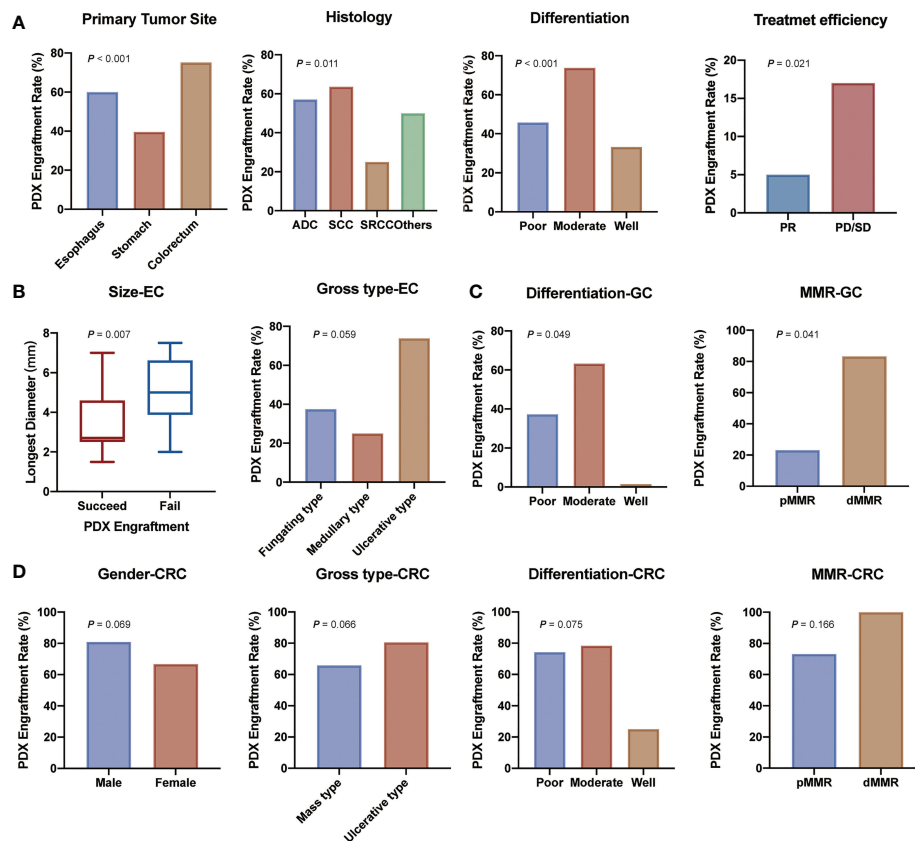 A
Primary Tumor Site
PDX Engraftment Rate (%)
80
60
40
20
0
P < 0.001
Esophagus
Stomach
Colorectum
Histology
PDX Engraftment Rate (%)
80
60
40
20
0
P = 0.011
ADC SCC SRCCOthers
Differentiation
PDX Engraftment Rate (%)
80
60
40
20
0
P < 0.001
Poor Moderate Well
Treatmet efficiency
PDX Engraftment Rate (%)
20
15
10
5
0
P = 0.021
PR PD/SD
B
Size-EC
Longest Diameter (mm)
8
6
4
2
0
P = 0.007
Succeed Fail
PDX Engraftment
Gross type-EC
PDX Engraftment Rate (%)
80
60
40
20
0
P = 0.059
Fungating type
Medullary type
Ulcerative type
C
Differentiation-GC
PDX Engraftment Rate (%)
80
60
40
20
0
P = 0.049
Poor Moderate Well
MMR-GC
PDX Engraftment Rate (%)
100
80
60
40
20
0
P = 0.041
pMMR dMMR
D
Gender-CRC
PDX Engraftment Rate (%)
100
80
60
40
20
0
P = 0.069
Male Female
Gross type-CRC
PDX Engraftment Rate (%)
100
80
60
40
20
0
P = 0.066
Mass type
Ulcerative type
Differentiation-CRC
PDX Engraftment Rate (%)
100
80
60
40
20
0
P = 0.075
Poor Moderate Well
MMR-CRC
PDX Engraftment Rate (%)
100
80
60
40
20
0
P = 0.166
pMMR dMMR